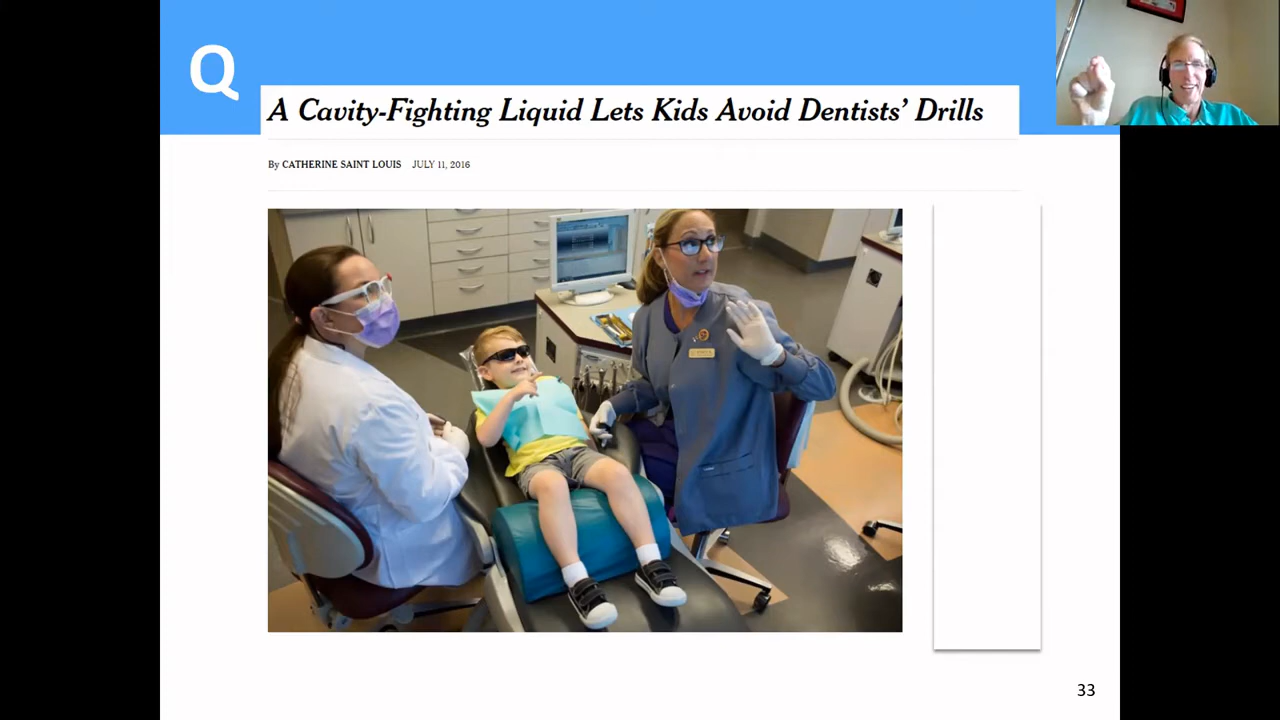 Q
A Cavity-Fighting Liquid Lets Kids Avoid Dentists’ Drills
By CATHERINE SAINT LOUIS JULY 11, 2016
33